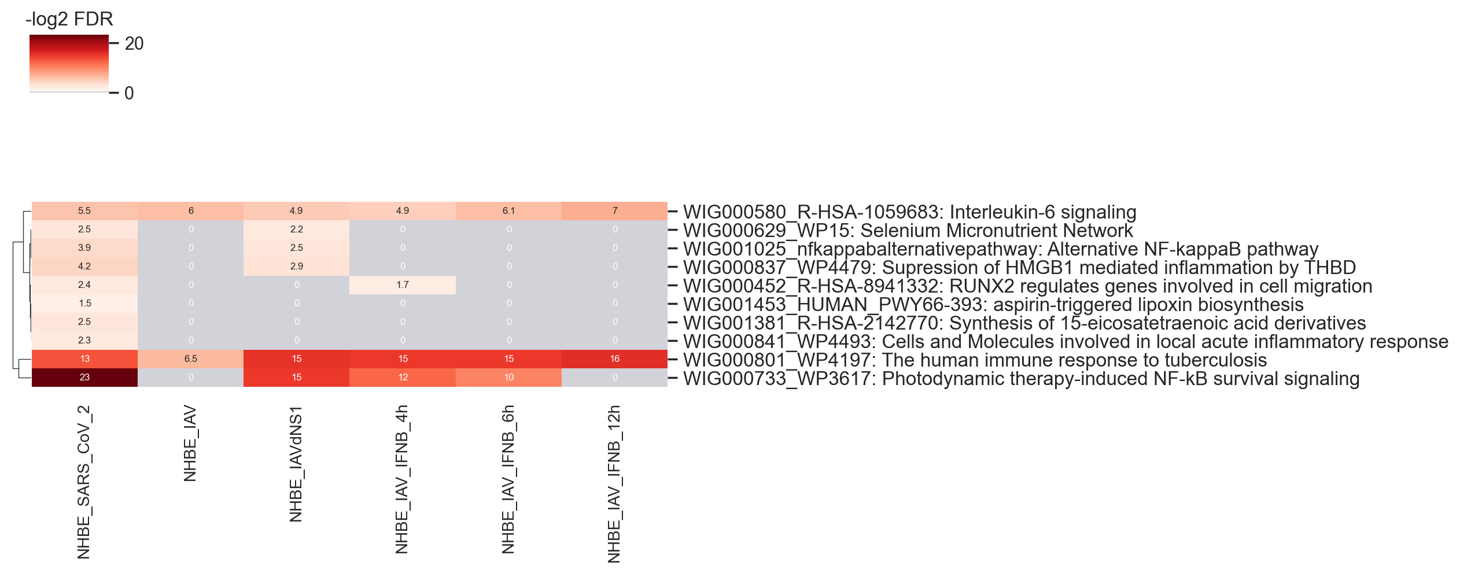 -log2 FDR
20
0
5.5 6 4.9 4.9 6.1 7 WIG000580_R-HSA-1059683: Interleukin-6 signaling
2.5 0 2.2 0 0 0 WIG000629_WP15: Selenium Micronutrient Network
3.9 0 2.5 0 0 0 WIG001025_nfkappabalternativepathway: Alternative NF-kappaB pathway
4.2 0 2.9 0 0 0 WIG000837_WP4479: Supression of HMGB1 mediated inflammation by THBD
2.4 0 0 1.7 0 0 WIG000452_R-HSA-8941332: RUNX2 regulates genes involved in cell migration
1.5 0 0 0 0 0 WIG001453_HUMAN_PWY66-393: aspirin-triggered lipoxin biosynthesis
2.5 0 0 0 0 0 WIG001381_R-HSA-2142770: Synthesis of 15-eicosatetraenoic acid derivatives
2.3 0 0 0 0 0 WIG000841_WP4493: Cells and Molecules involved in local acute inflammatory response
13 6.5 15 15 15 16 WIG000801_WP4197: The human immune response to tuberculosis
23 0 15 12 10 0 WIG000733_WP3617: Photodynamic therapy-induced NF-kB survival signaling
NHBE_SARS_CoV_2
NHBE_IAV
NHBE_IAVdNS1
NHBE_IAV_IFNB_4h
NHBE_IAV_IFNB_6h
NHBE_IAV_IFNB_12h